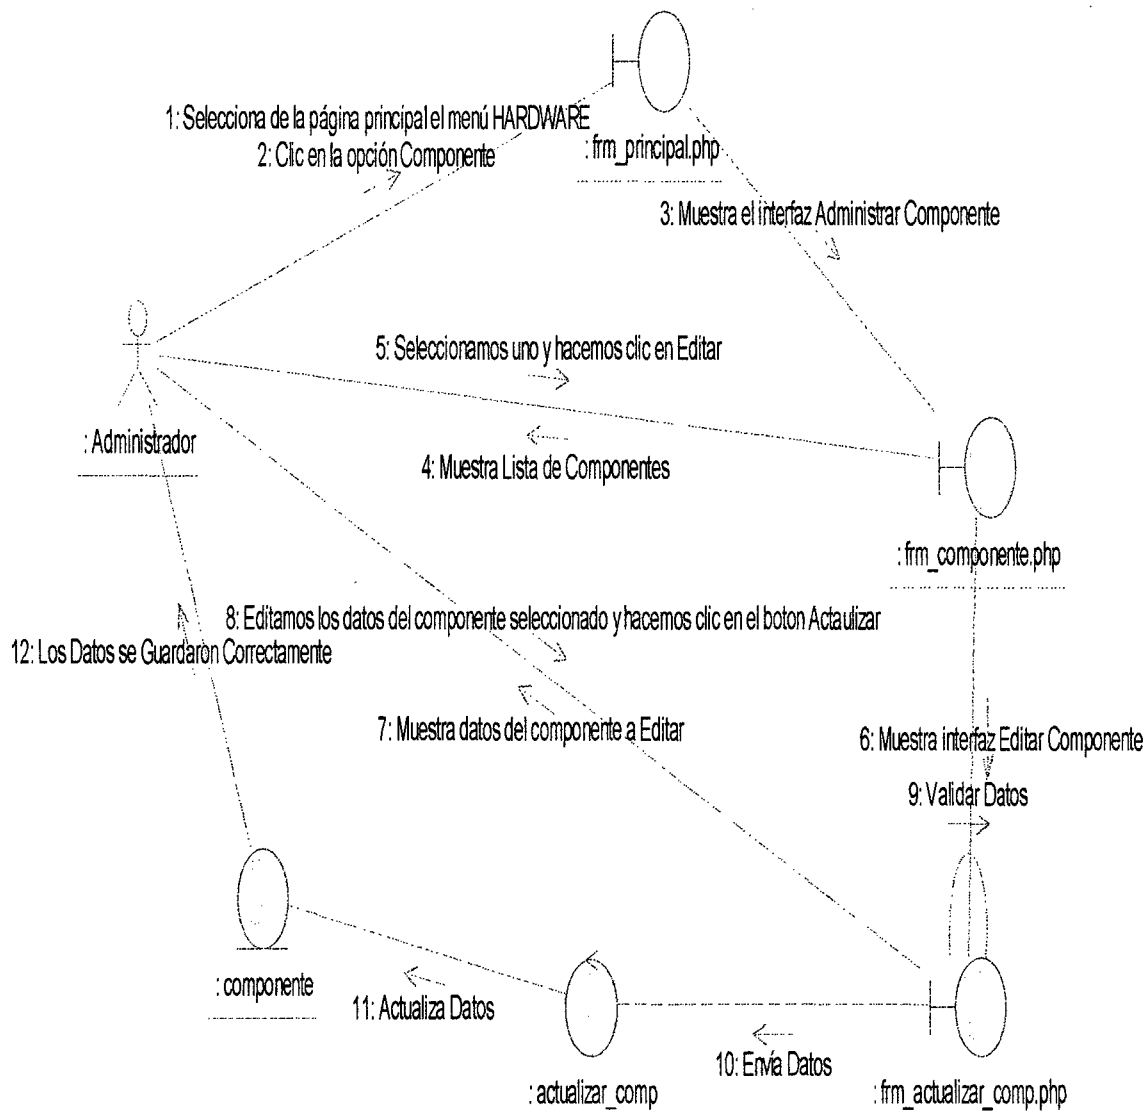 1: Selecciona de la página principal el menú HARDWARE
2: Clic en la opción Componente
: frm_principal.php
3: Muestra el interfaz Administrar Componente
5: Seleccionamos uno y hacemos clic en Editar
: Administrador
4: Muestra Lista de Componentes
: frm_componente.php
8: Editamos los datos del componente seleccionado y hacemos clic en el boton Actaulizar
12: Los Datos se Guardaron Correctamente
7: Muestra datos del componente a Editar
6: Muestra interfaz Editar Componente
9: Validar Datos
: componente
11: Actualiza Datos
10: Envía Datos
: actualizar_comp
: frm_actualizar_comp.php